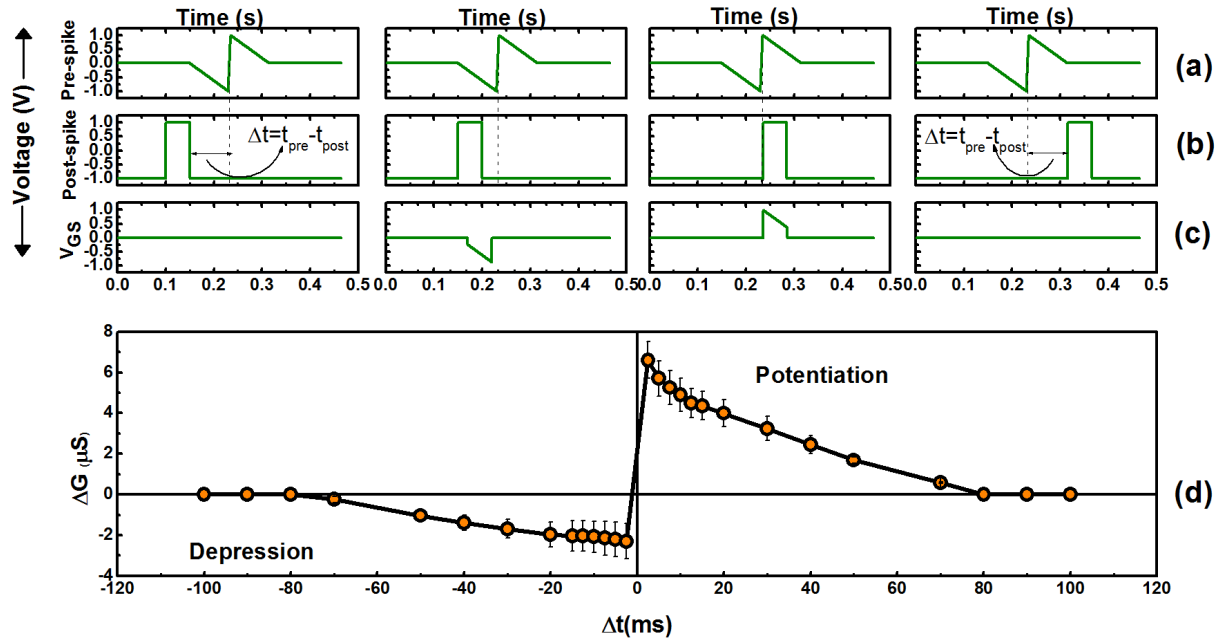 Time (s) Time (s) Time (s) Time (s)
Voltage (V)
Pre-spike
1.0
0.5
0.0
-0.5
-1.0
(a)
Post-spike
1.0
0.5
0.0
-0.5
-1.0
Δt=t_pre-t_post
Δt=t_pre-t_post
(b)
V_GS
1.0
0.5
0.0
-0.5
-1.0
(c)
0.0 0.1 0.2 0.3 0.4 0.5
0.0 0.1 0.2 0.3 0.4 0.5
0.0 0.1 0.2 0.3 0.4 0.5
0.0 0.1 0.2 0.3 0.4 0.5
ΔG (μS)
8
6
4
2
0
-2
-4
Potentiation
Depression
(d)
-120 -100 -80 -60 -40 -20 0 20 40 60 80 100 120
Δt(ms)